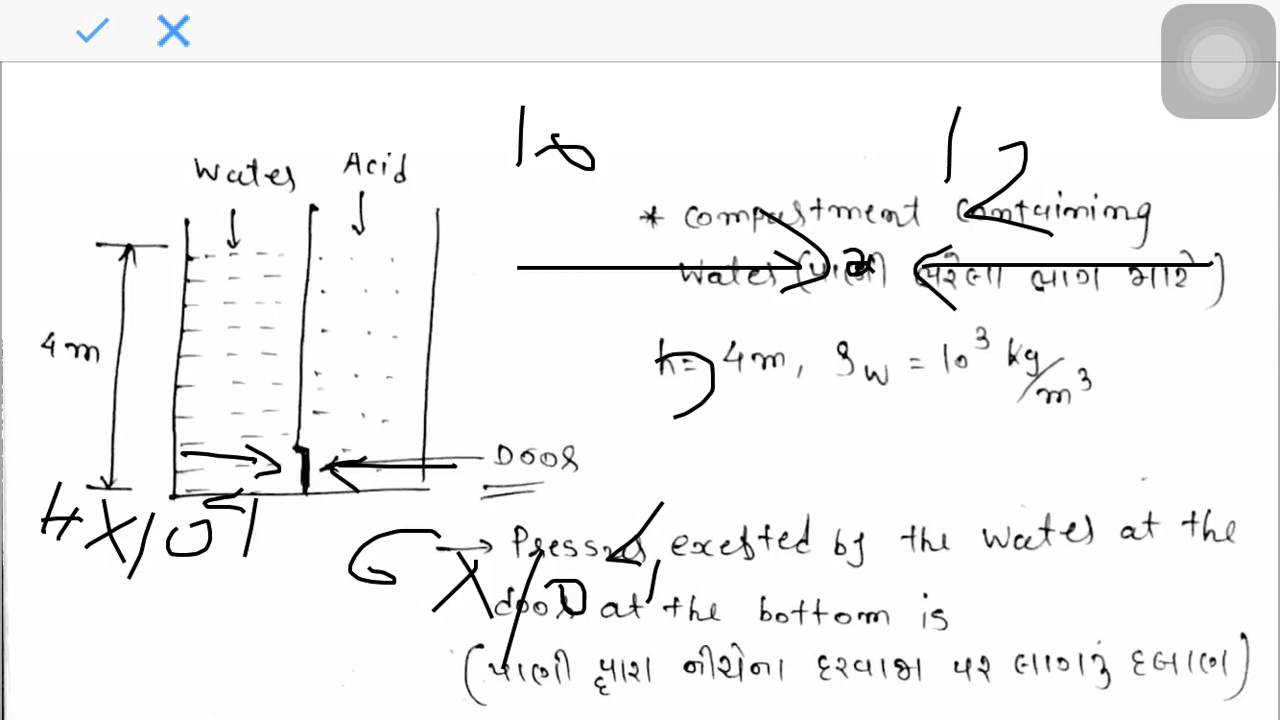 10
12
Water Acid
* Compartment Containing
Water (પાણી ભરેલા ભાગ માટે)
4m
h = 4m, ρw = 10³ kg/m³
Door
4 X 10
→ Pressure exerted by the water at the
door at the bottom is
(પાણી દ્વારા નીચેના દરવાજા પર લાગતું દબાણ)